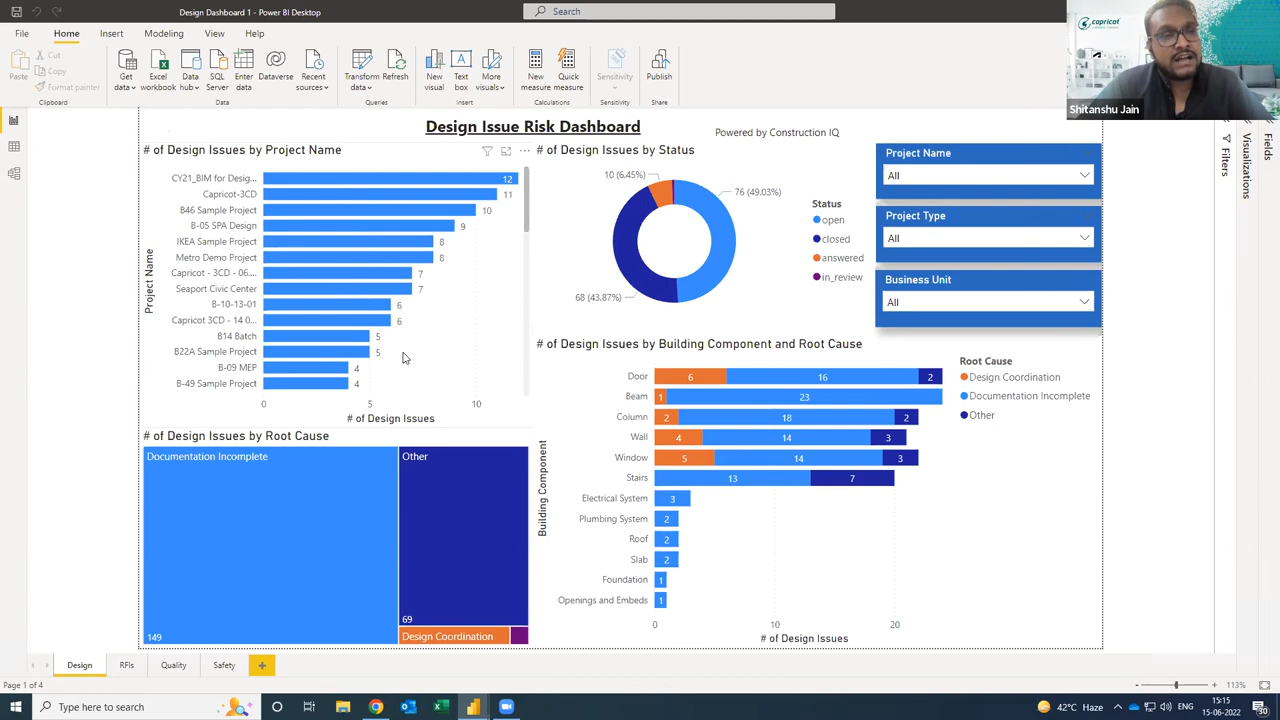 Design Dashboard 1 - Power BI Desktop
Search
File
Home
Insert
Modeling
View
Help
Cut
Copy
Format painter
Paste
Clipboard
Get data
Excel workbook
Data hub
SQL Server
Enter data
Dataverse
Recent sources
Data
Transform data
Refresh
Queries
New visual
Text box
More visuals
Insert
New measure
Quick measure
Calculations
Sensitivity
Sensitivity
Publish
Share
capricot
Shitanshu Jain
Design Issue Risk Dashboard
Powered by Construction IQ
# of Design Issues by Project Name
Project Name
CY21_BIM for Desig... 12
Capricot-3CD 11
B46 Sample Project 10
B-05 SPA Design 9
IKEA Sample Project 8
Metro Demo Project 8
Capricot - 3CD - 06.... 7
Seaport Civic Center 7
B-10-13-01 6
Capricot 3CD - 14 0... 6
B14 Batch 5
B22A Sample Project 5
B-09 MEP 4
B-49 Sample Project 4
0 5 10
# of Design Issues
# of Design Issues by Status
10 (6.45%)
76 (49.03%)
68 (43.87%)
Status
open
closed
answered
in_review
Project Name
All
Project Type
All
Business Unit
All
Filters
Visualizations
Fields
# of Design Issues by Root Cause
Documentation Incomplete
149
Other
69
Design Coordination
# of Design Issues by Building Component and Root Cause
Building Component
Door 6 16 2
Beam 1 23
Column 2 18 2
Wall 4 14 3
Window 5 14 3
Stairs 13 7
Electrical System 3
Plumbing System 2
Roof 2
Slab 2
Foundation 1
Openings and Embeds 1
0 10 20
# of Design Issues
Root Cause
Design Coordination
Documentation Incomplete
Other
Design
RFIs
Quality
Safety
Page 1 of 4
113%
Type here to search
42°C Haze
ENG
15:15
15-06-2022
30